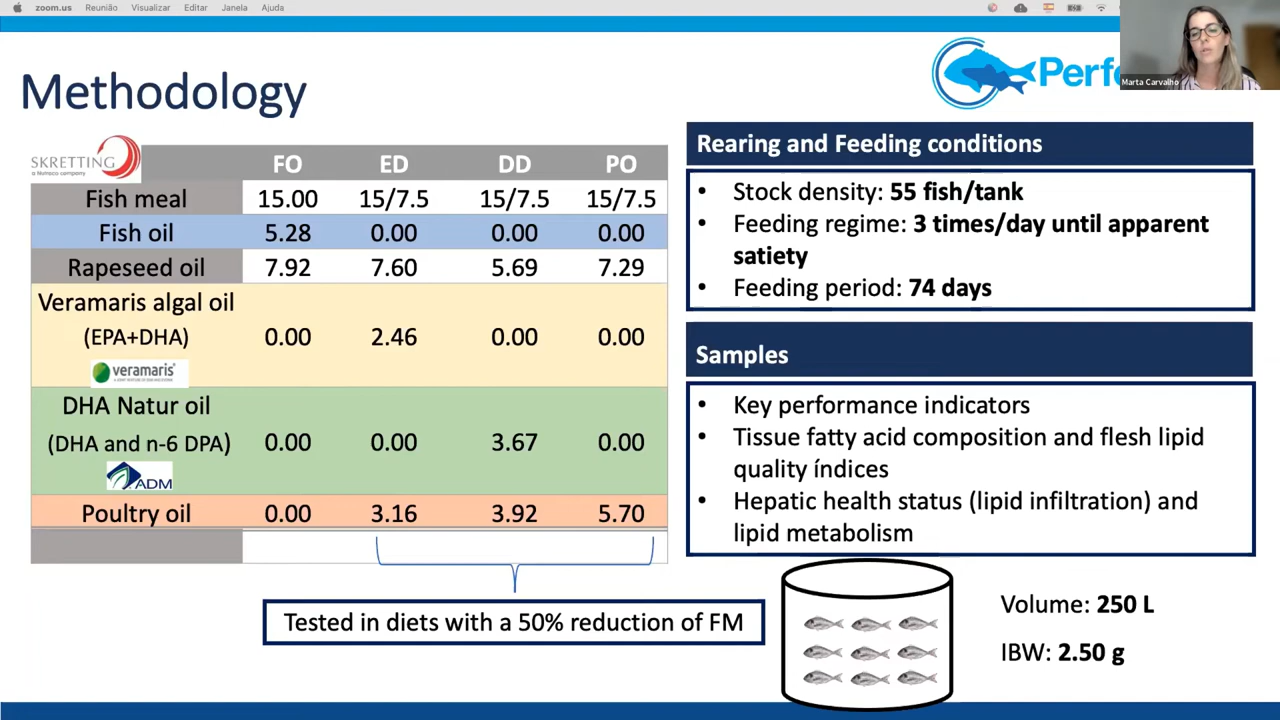 zoom.us Reunião Visualizar Editar Janela Ajuda
Marta Carvalho
Methodology
Perfo
SKRETTING
a Nutreco company
FO ED DD PO
Fish meal 15.00 15/7.5 15/7.5 15/7.5
Fish oil 5.28 0.00 0.00 0.00
Rapeseed oil 7.92 7.60 5.69 7.29
Veramaris algal oil
(EPA+DHA) 0.00 2.46 0.00 0.00
veramaris
DHA Natur oil
(DHA and n-6 DPA) 0.00 0.00 3.67 0.00
ADM
Poultry oil 0.00 3.16 3.92 5.70
Tested in diets with a 50% reduction of FM
Rearing and Feeding conditions
• Stock density: 55 fish/tank
• Feeding regime: 3 times/day until apparent
satiety
• Feeding period: 74 days
Samples
• Key performance indicators
• Tissue fatty acid composition and flesh lipid
quality índices
• Hepatic health status (lipid infiltration) and
lipid metabolism
Volume: 250 L
IBW: 2.50 g